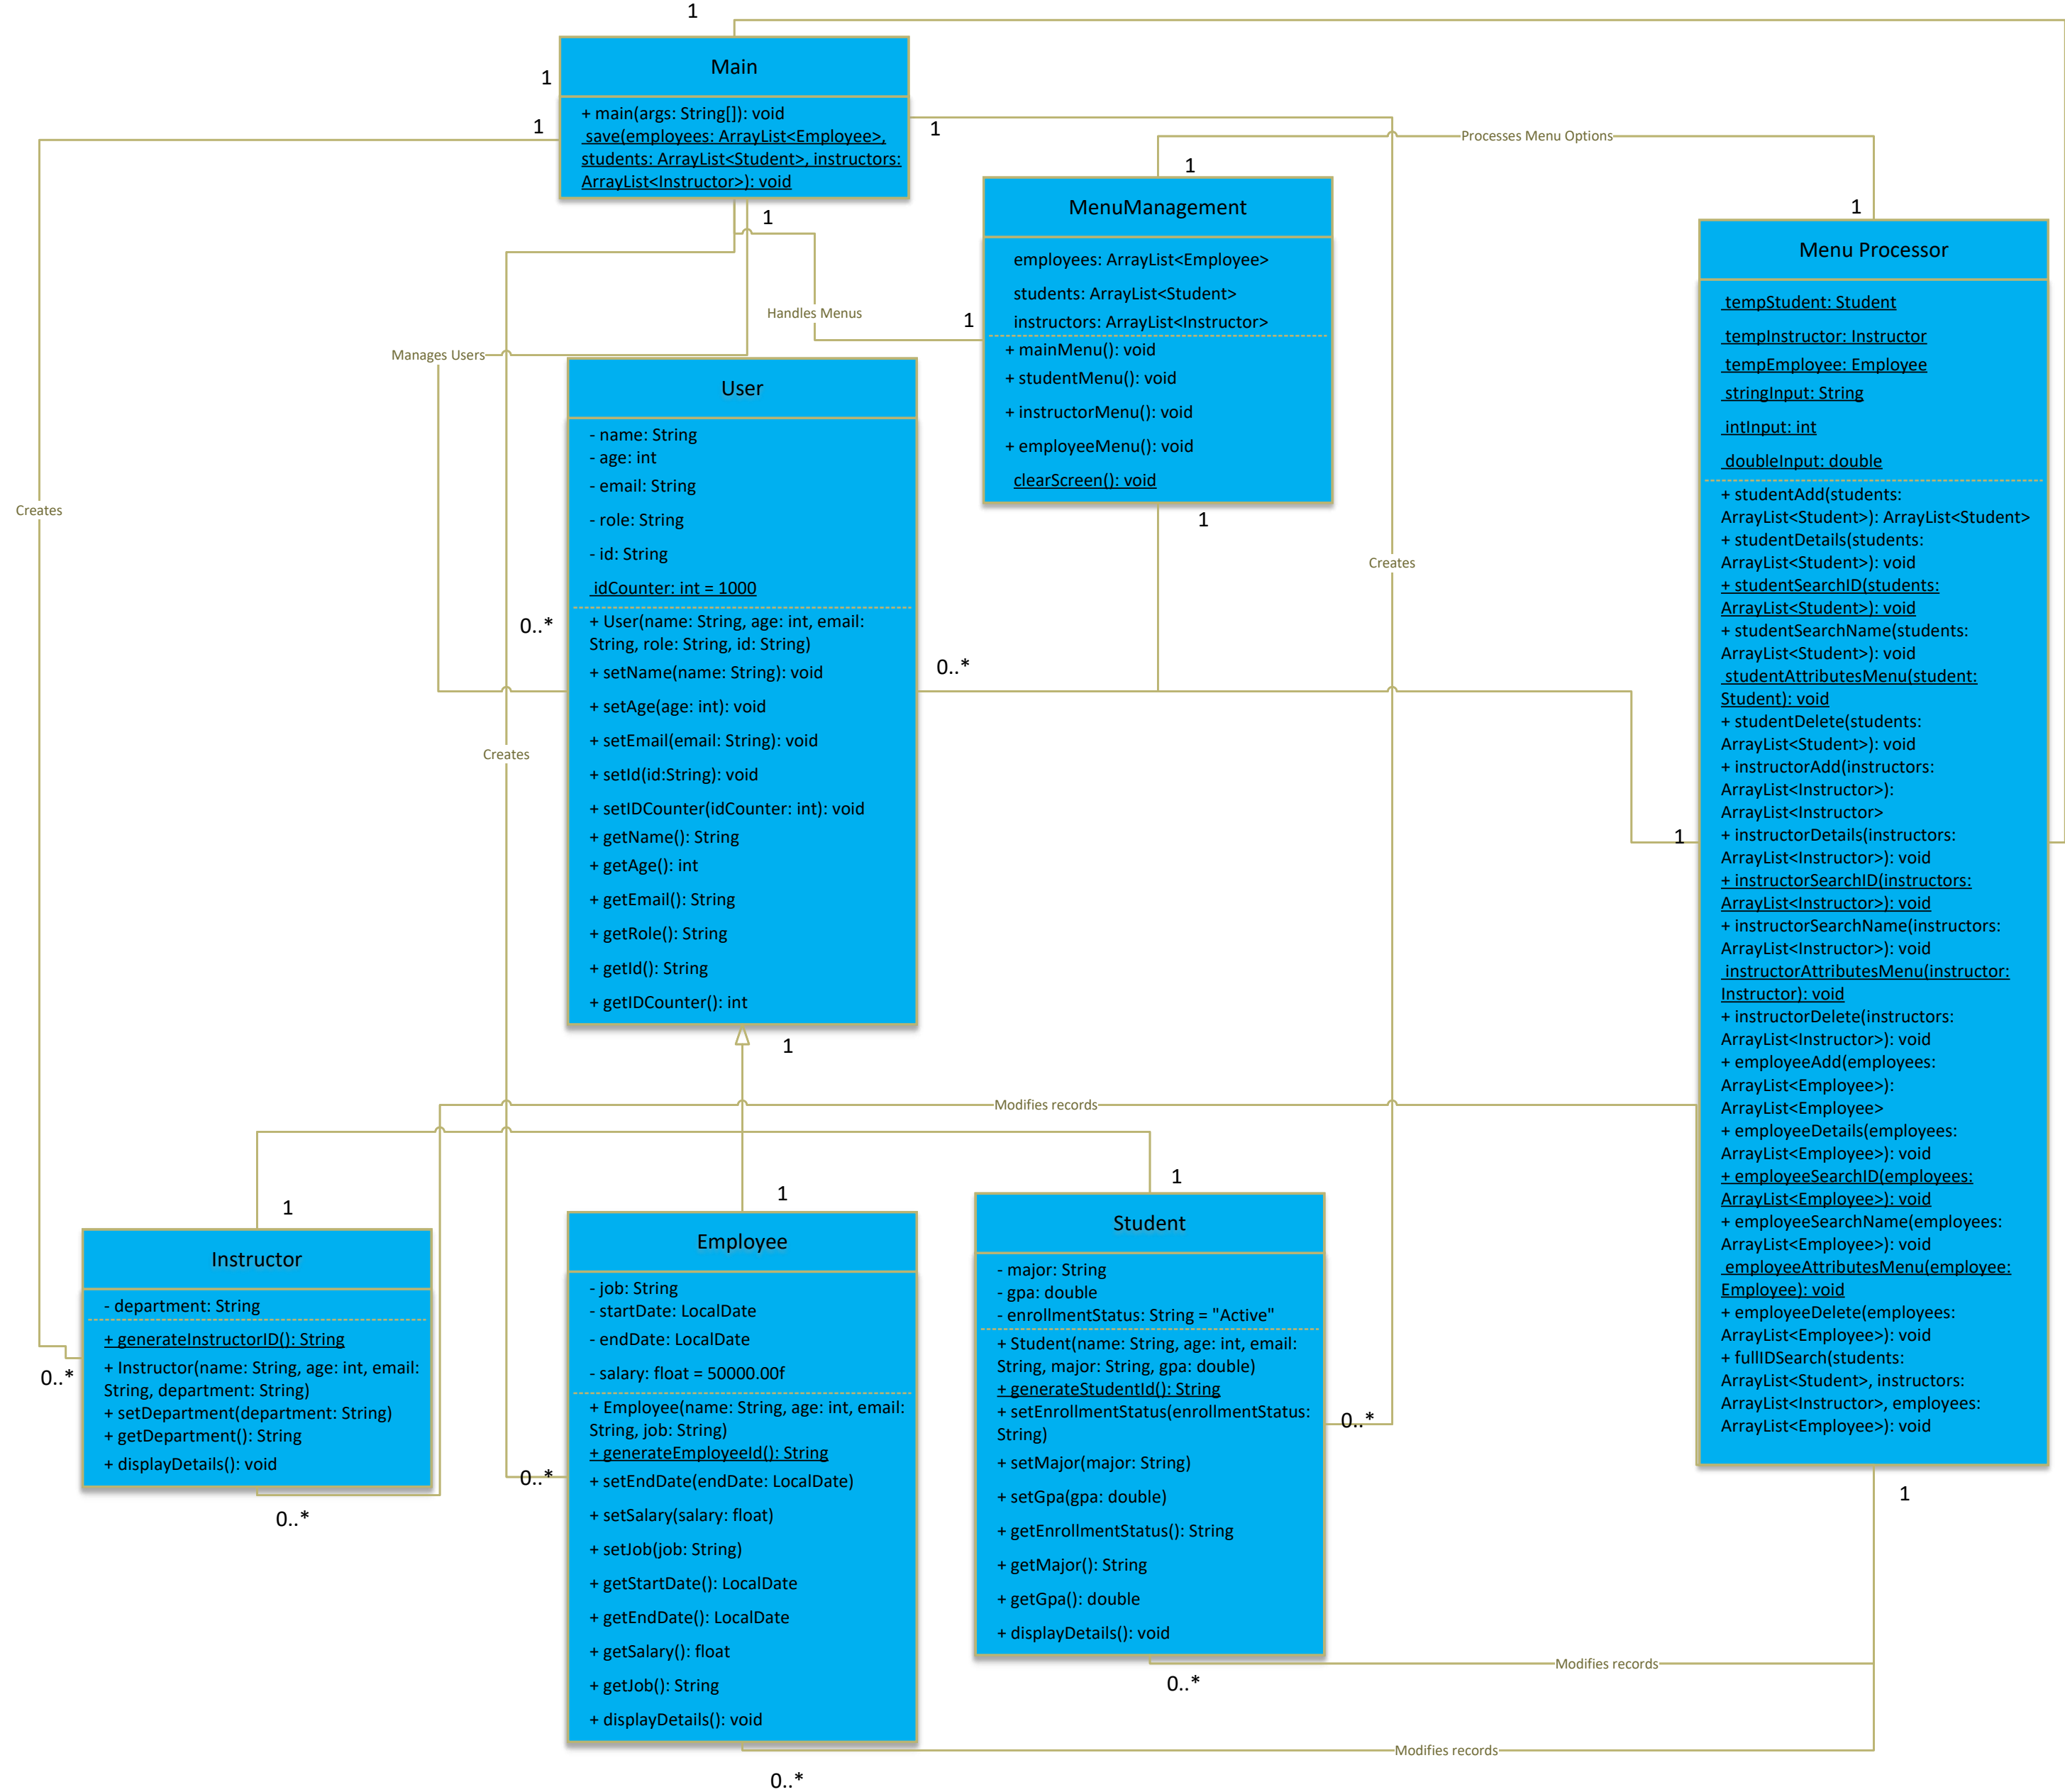 1
Main
1
+ main(args: String[]): void
save(employees: ArrayList<Employee>,
students: ArrayList<Student>, instructors:
ArrayList<Instructor>): void
1
1
1
Processes Menu Options
1
MenuManagement
employees: ArrayList<Employee>
students: ArrayList<Student>
instructors: ArrayList<Instructor>
+ mainMenu(): void
+ studentMenu(): void
+ instructorMenu(): void
+ employeeMenu(): void
clearScreen(): void
1
1
Handles Menus
Manages Users
Creates
Creates
Creates
User
- name: String
- age: int
- email: String
- role: String
- id: String
idCounter: int = 1000
+ User(name: String, age: int, email:
String, role: String, id: String)
+ setName(name: String): void
+ setAge(age: int): void
+ setEmail(email: String): void
+ setId(id:String): void
+ setIDCounter(idCounter: int): void
+ getName(): String
+ getAge(): int
+ getEmail(): String
+ getRole(): String
+ getId(): String
+ getIDCounter(): int
0..*
0..*
1
1
Menu Processor
tempStudent: Student
tempInstructor: Instructor
tempEmployee: Employee
stringInput: String
intInput: int
doubleInput: double
+ studentAdd(students:
ArrayList<Student>): ArrayList<Student>
+ studentDetails(students:
ArrayList<Student>): void
+ studentSearchID(students:
ArrayList<Student>): void
+ studentSearchName(students:
ArrayList<Student>): void
studentAttributesMenu(student:
Student): void
+ studentDelete(students:
ArrayList<Student>): void
+ instructorAdd(instructors:
ArrayList<Instructor>):
ArrayList<Instructor>
+ instructorDetails(instructors:
ArrayList<Instructor>): void
+ instructorSearchID(instructors:
ArrayList<Instructor>): void
+ instructorSearchName(instructors:
ArrayList<Instructor>): void
instructorAttributesMenu(instructor:
Instructor): void
+ instructorDelete(instructors:
ArrayList<Instructor>): void
+ employeeAdd(employees:
ArrayList<Employee>):
ArrayList<Employee>
+ employeeDetails(employees:
ArrayList<Employee>): void
+ employeeSearchID(employees:
ArrayList<Employee>): void
+ employeeSearchName(employees:
ArrayList<Employee>): void
employeeAttributesMenu(employee:
Employee): void
+ employeeDelete(employees:
ArrayList<Employee>): void
+ fullIDSearch(students:
ArrayList<Student>, instructors:
ArrayList<Instructor>, employees:
ArrayList<Employee>): void
1
1
Modifies records
1
Instructor
- department: String
+ generateInstructorID(): String
+ Instructor(name: String, age: int, email:
String, department: String)
+ setDepartment(department: String)
+ getDepartment(): String
+ displayDetails(): void
0..*
0..*
1
Employee
- job: String
- startDate: LocalDate
- endDate: LocalDate
- salary: float = 50000.00f
+ Employee(name: String, age: int, email:
String, job: String)
+ generateEmployeeId(): String
+ setEndDate(endDate: LocalDate)
+ setSalary(salary: float)
+ setJob(job: String)
+ getStartDate(): LocalDate
+ getEndDate(): LocalDate
+ getSalary(): float
+ getJob(): String
+ displayDetails(): void
0..*
0..*
1
Student
- major: String
- gpa: double
- enrollmentStatus: String = "Active"
+ Student(name: String, age: int, email:
String, major: String, gpa: double)
+ generateStudentId(): String
+ setEnrollmentStatus(enrollmentStatus:
String)
+ setMajor(major: String)
+ setGpa(gpa: double)
+ getEnrollmentStatus(): String
+ getMajor(): String
+ getGpa(): double
+ displayDetails(): void
0..*
0..*
Modifies records
Modifies records